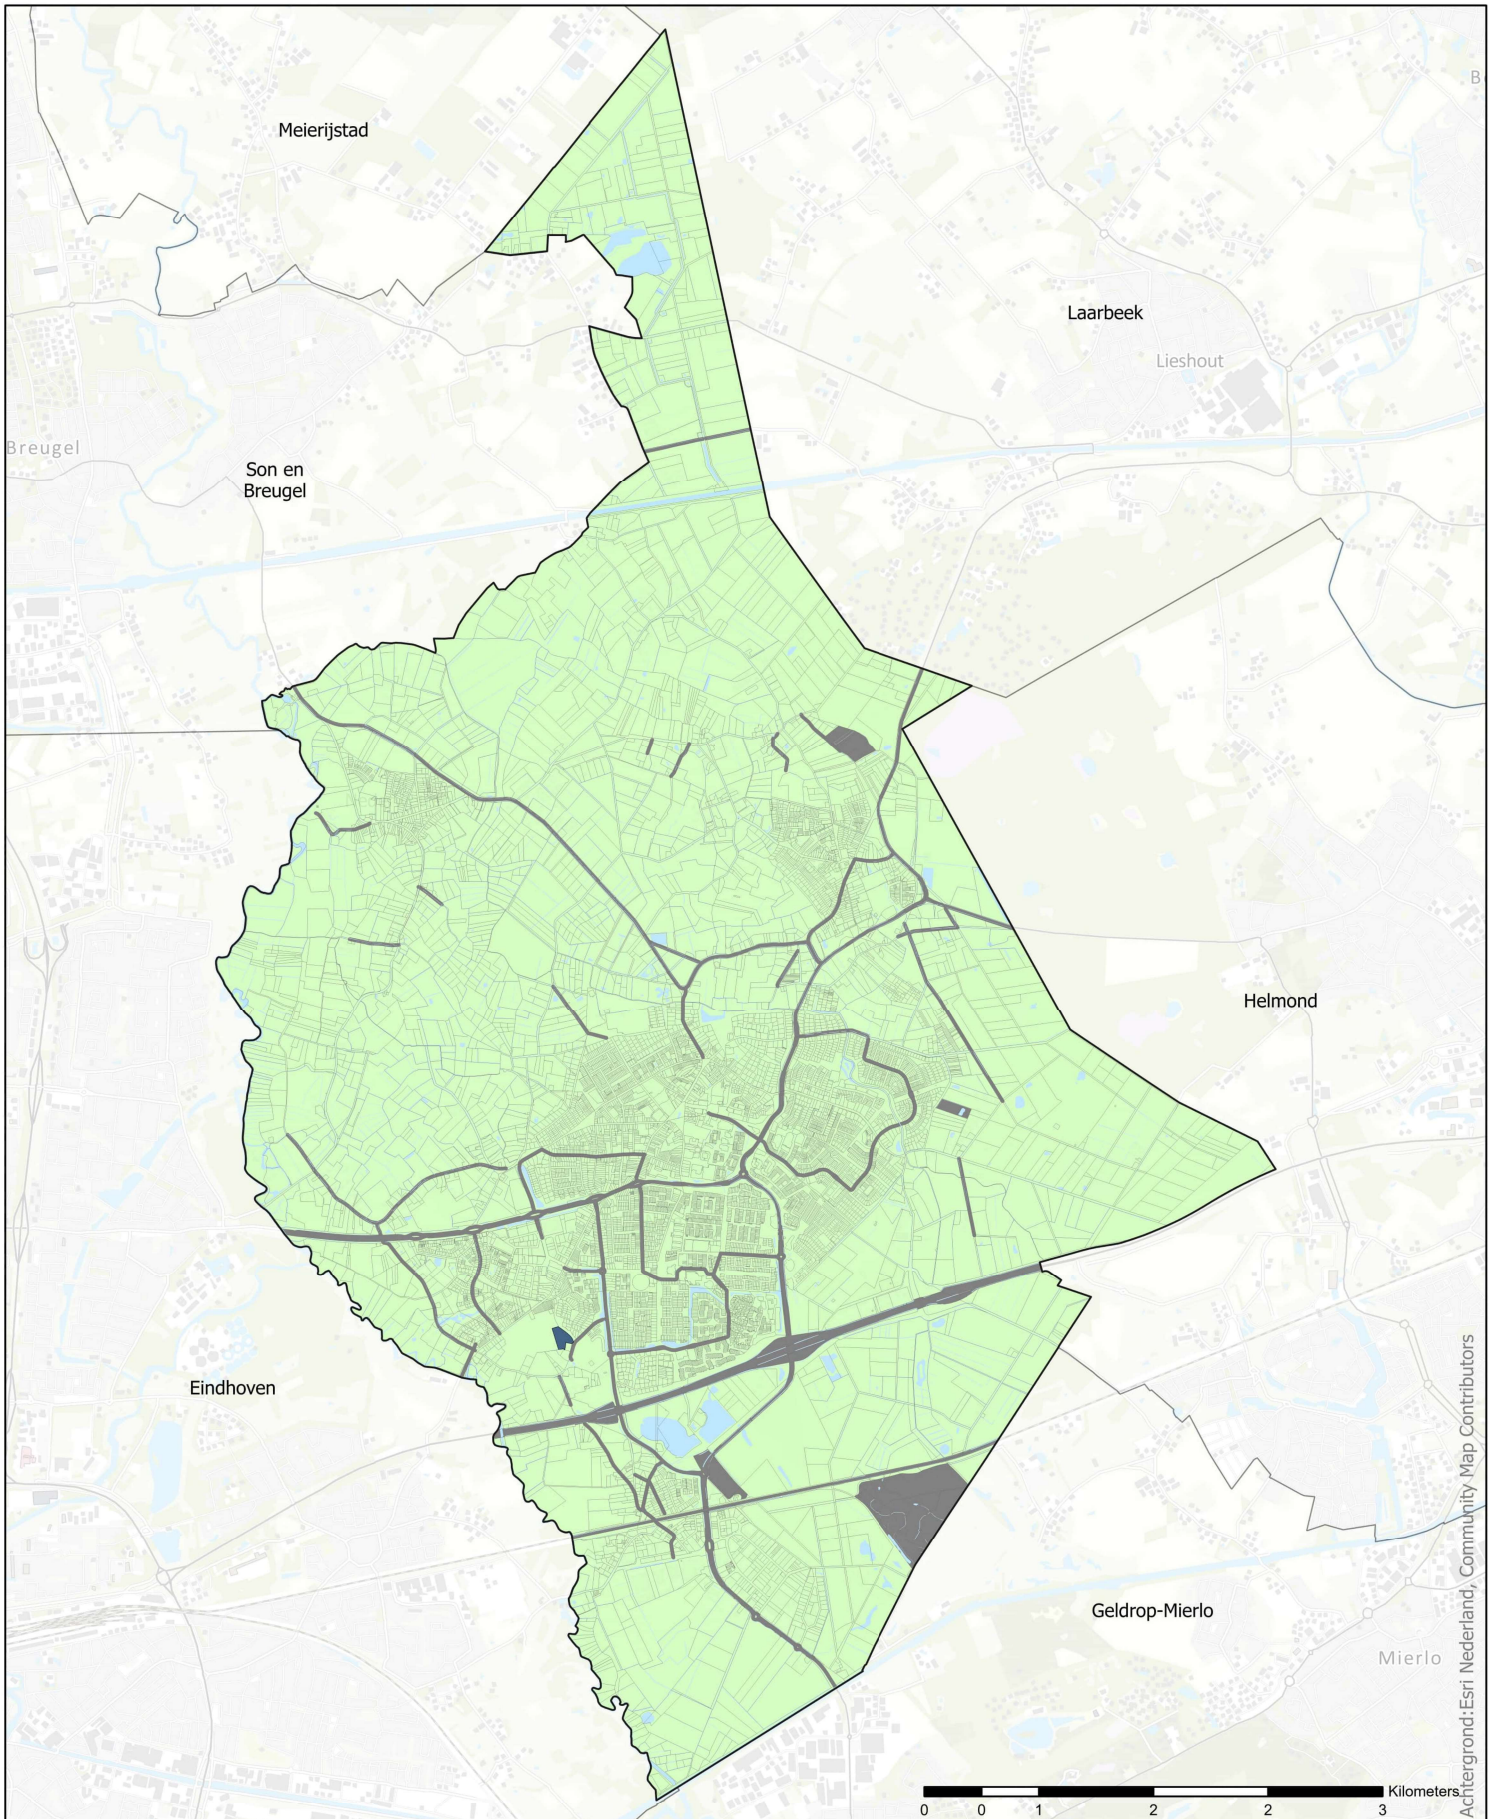 B
Meierijstad
Laarbeek
Lieshout
Breugel
Son en
Breugel
Helmond
Eindhoven
Geldrop-Mierlo
Mierlo
Achtergrond:Esri Nederland, Community Map Contributors
Kilometers
0 0 1 2 2 3